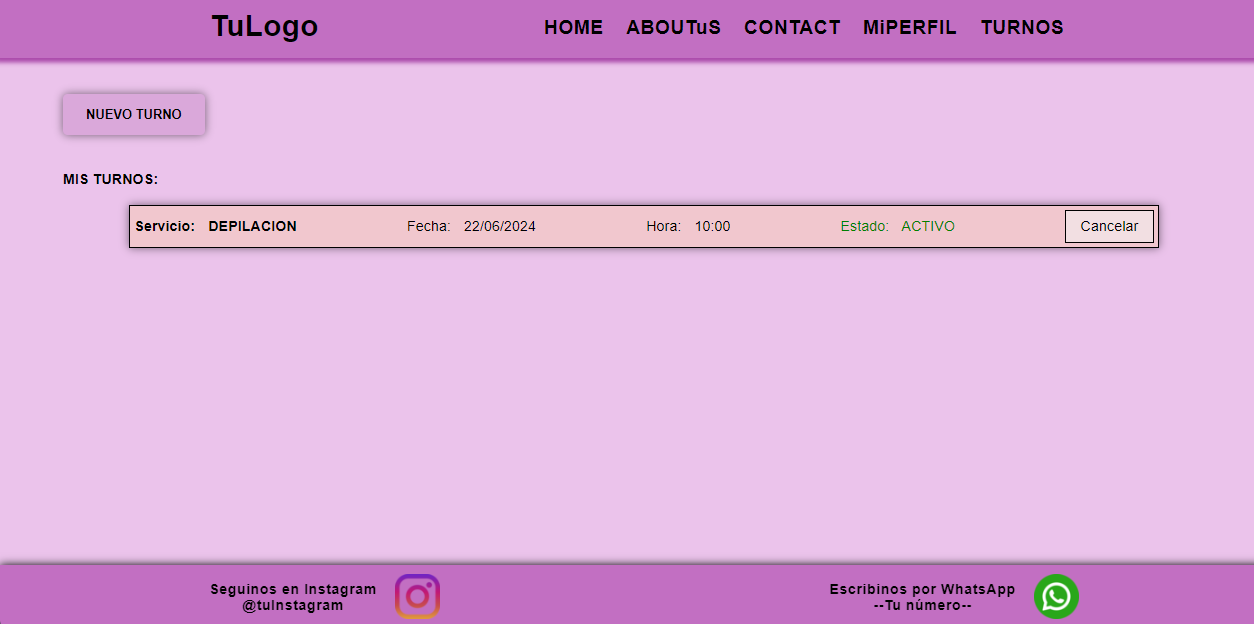 TuLogo HOME ABOUTuS CONTACT MiPERFIL TURNOS
NUEVO TURNO
MIS TURNOS:
Servicio: DEPILACION Fecha: 22/06/2024 Hora: 10:00 Estado: ACTIVO Cancelar
Seguinos en Instagram
@tuInstagram
Escribinos por WhatsApp
--Tu número--